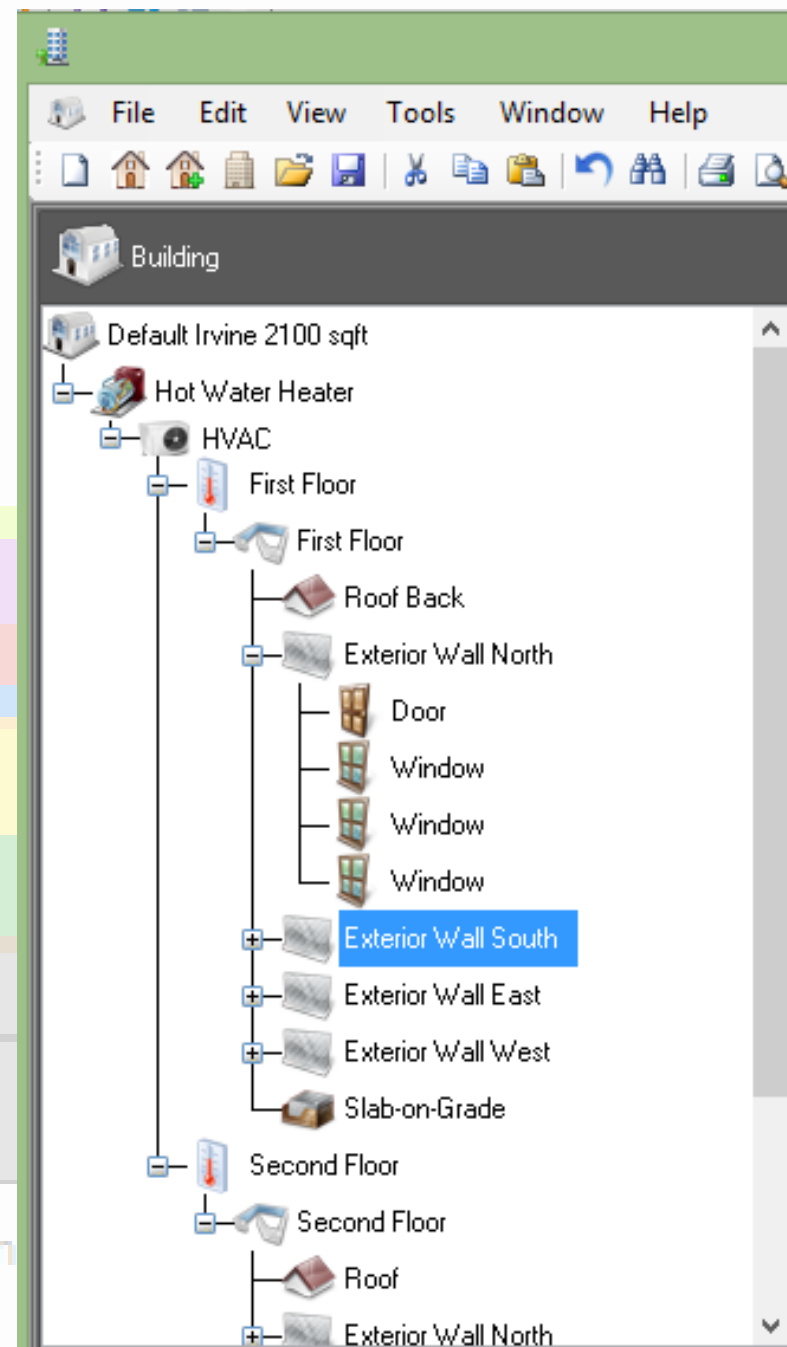 File Edit View Tools Window Help
Building
Default Irvine 2100 sqft
Hot Water Heater
HVAC
First Floor
First Floor
Roof Back
Exterior Wall North
Door
Window
Window
Window
Exterior Wall South
Exterior Wall East
Exterior Wall West
Slab-on-Grade
Second Floor
Second Floor
Roof
Exterior Wall North